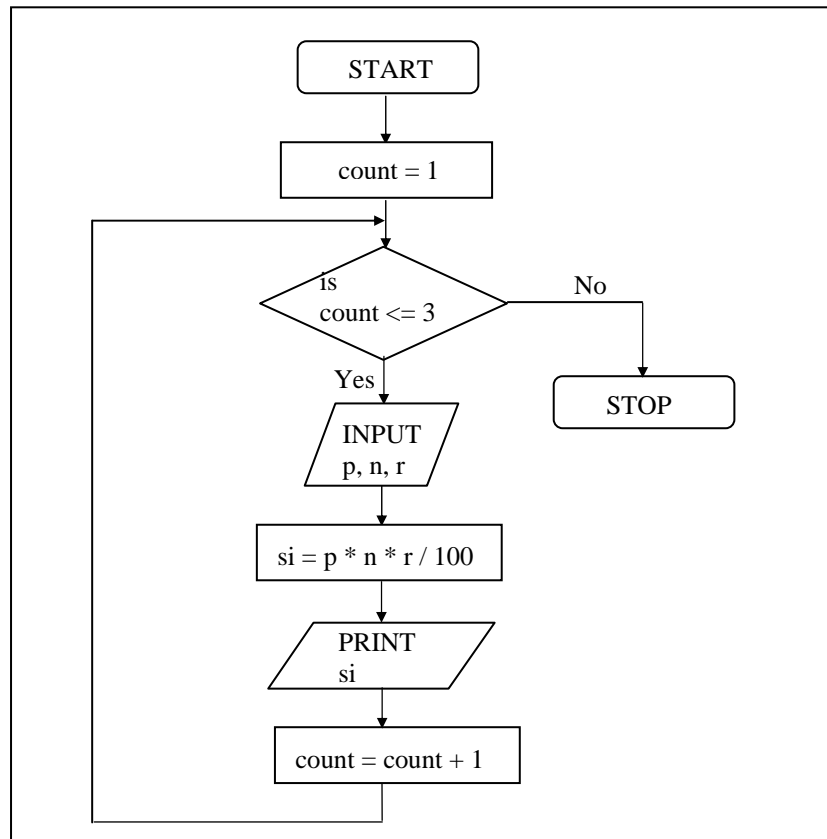 START
count = 1
is
count <= 3
No
Yes
STOP
INPUT
p, n, r
si = p * n * r / 100
PRINT
si
count = count + 1